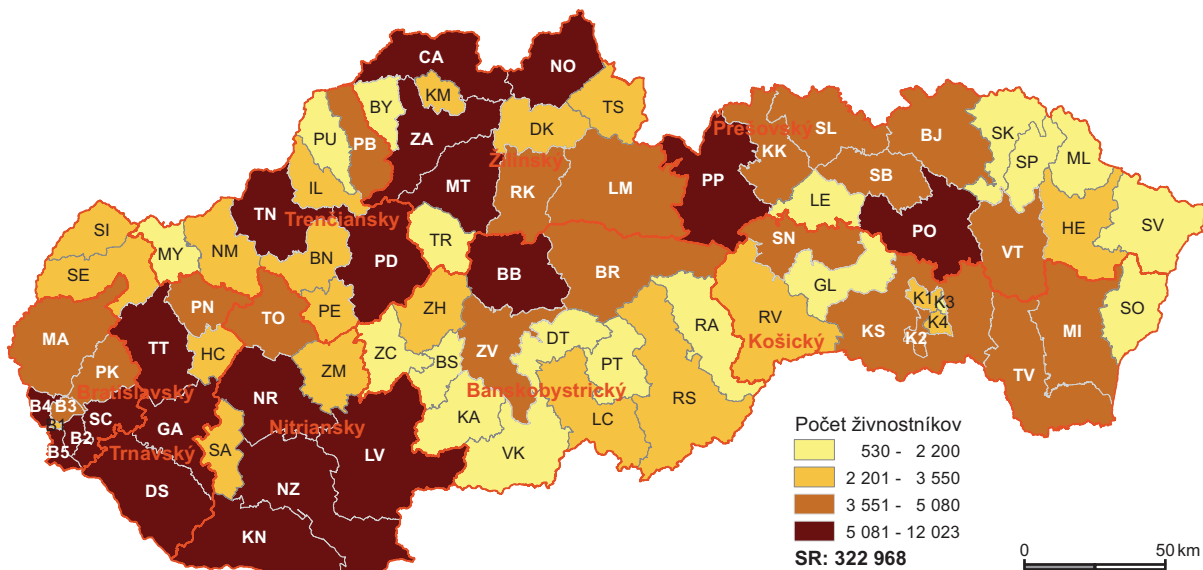 CA
NO
KM
BY
TS
PU
PB
ZA
DK
Žilinský
IL
MT
RK
LM
TN
Trenčiansky
PP
Prešovský
KK
SL
BJ
SK
SP
ML
SB
LE
PO
SV
HE
VT
SI
SE
MY
NM
BN
PD
TR
BB
BR
SN
GL
MA
PN
TO
PE
ZH
RA
RV
Košický
KS
K1
K3
K4
K2
MI
SO
TV
TT
HC
ZM
ZC
BS
ZV
DT
PT
Banskobystrický
RS
LC
KA
VK
PK
Bratislavský
B4
B3
B1
SC
B2
B5
GA
Trnavský
NR
Nitriansky
SA
LV
DS
NZ
KN
Počet živnostníkov
530 - 2 200
2 201 - 3 550
3 551 - 5 080
5 081 - 12 023
SR: 322 968
0 50 km